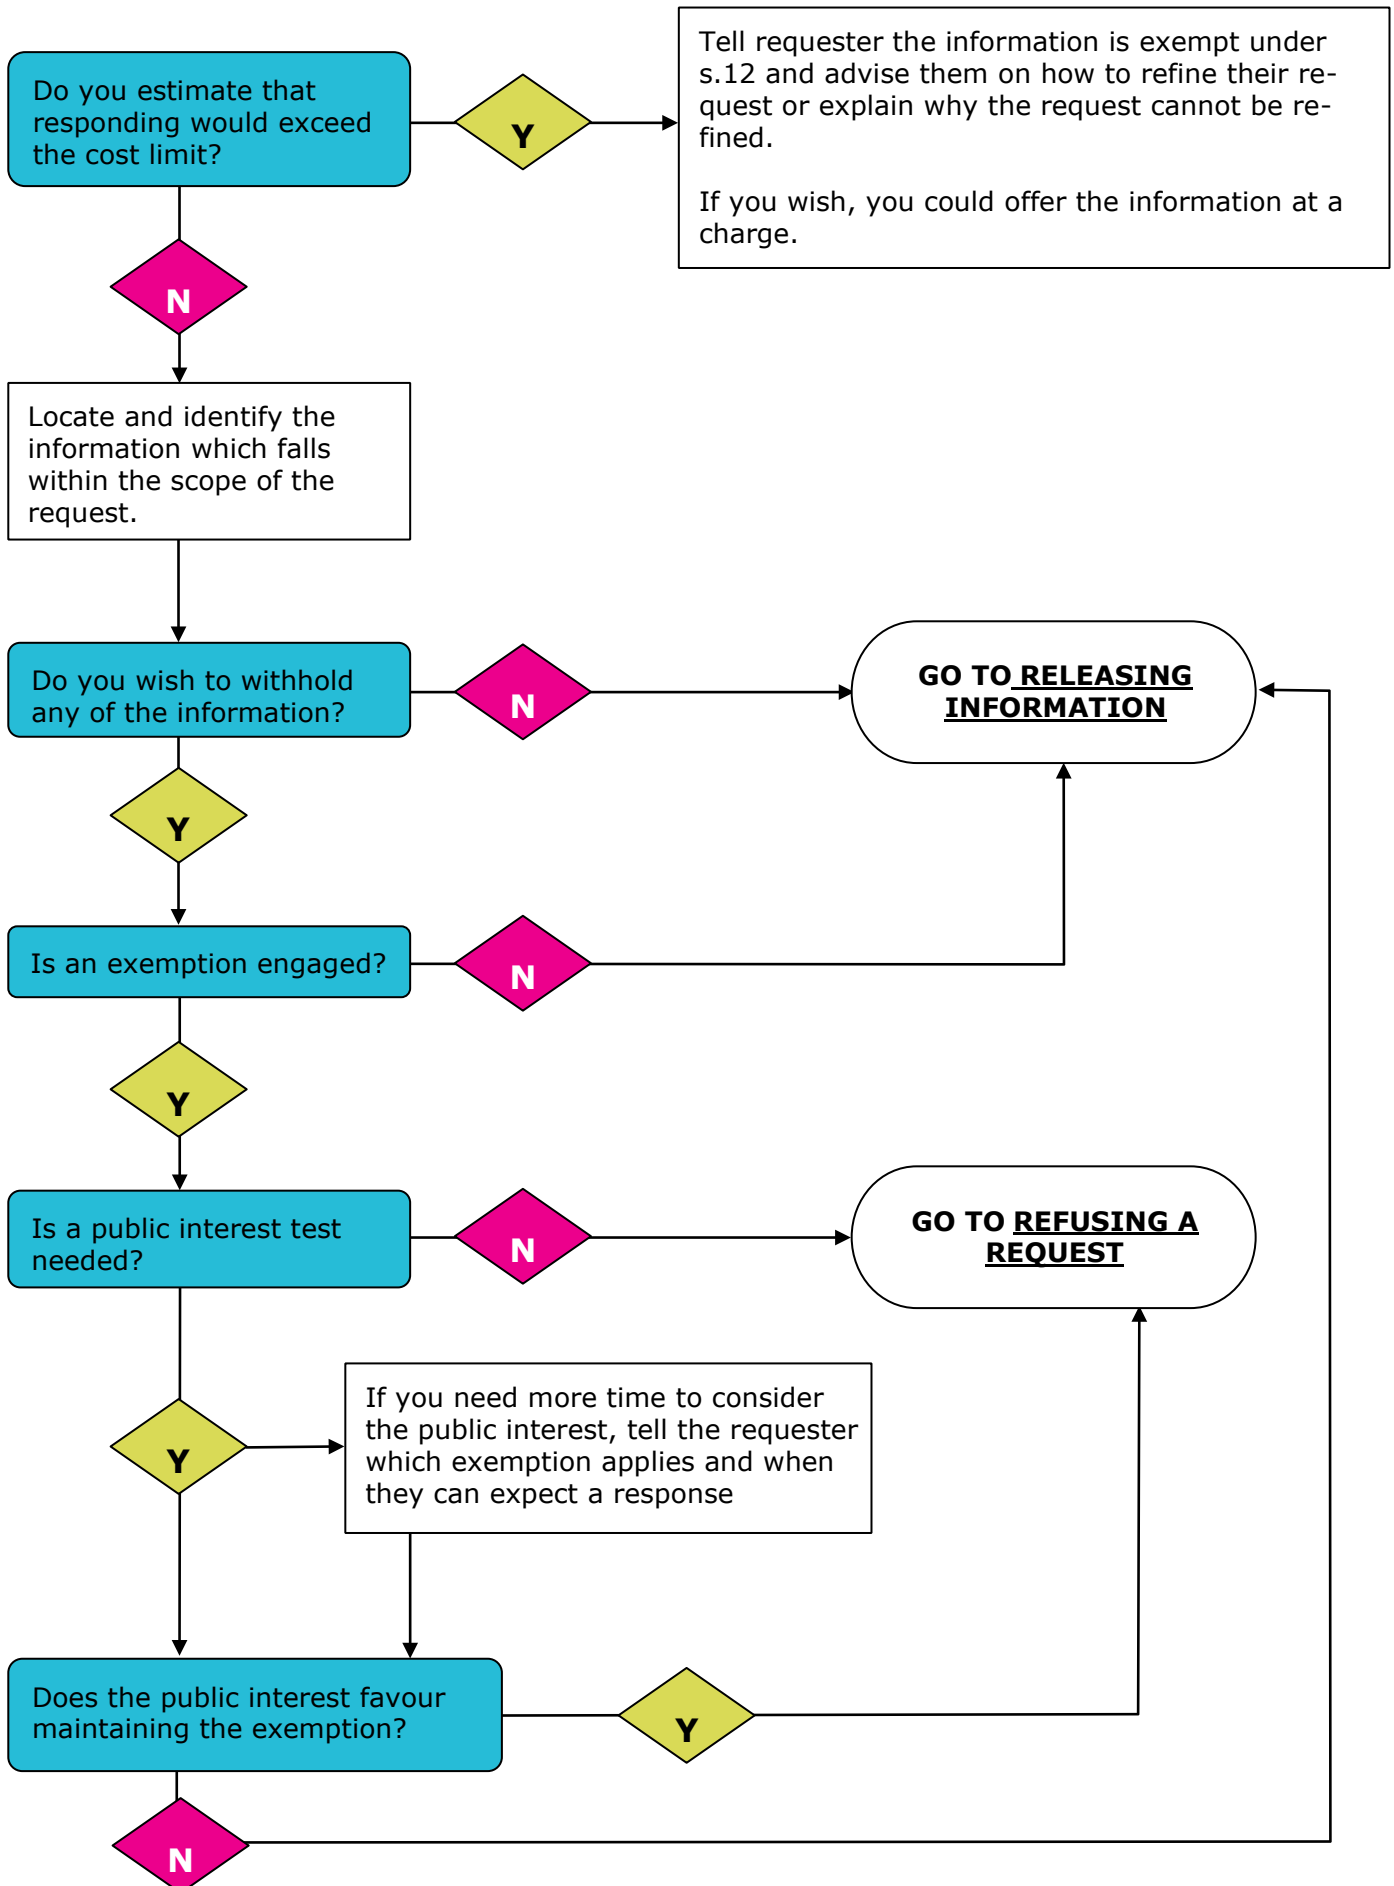 Do you estimate that
responding would exceed
the cost limit?
Y
Tell requester the information is exempt under
s.12 and advise them on how to refine their re-
quest or explain why the request cannot be re-
fined.
If you wish, you could offer the information at a
charge.
N
Locate and identify the
information which falls
within the scope of the
request.
Do you wish to withhold
any of the information?
N
GO TO RELEASING
INFORMATION
Y
Is an exemption engaged?
N
Y
Is a public interest test
needed?
N
GO TO REFUSING A
REQUEST
Y
If you need more time to consider
the public interest, tell the requester
which exemption applies and when
they can expect a response
Does the public interest favour
maintaining the exemption?
Y
N